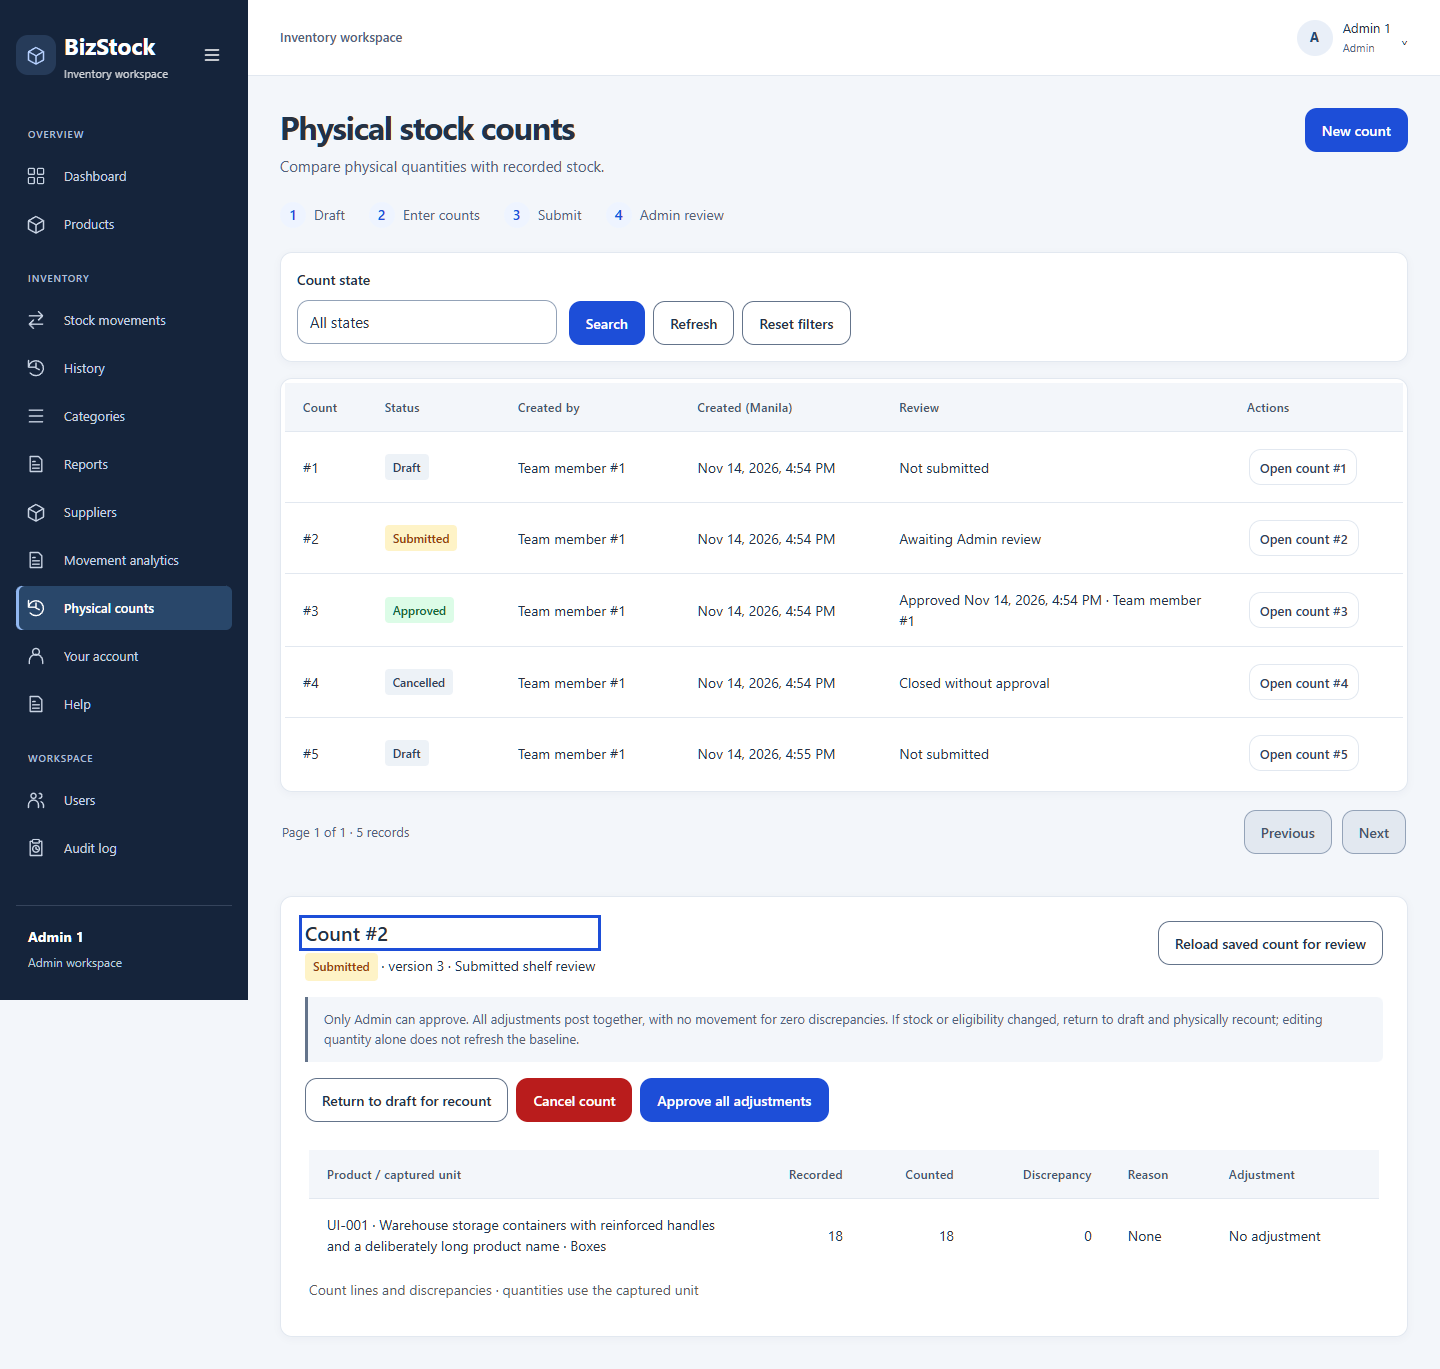 BizStock
Inventory workspace
OVERVIEW
Dashboard
Products
INVENTORY
Stock movements
History
Categories
Reports
Suppliers
Movement analytics
Physical counts
Your account
Help
WORKSPACE
Users
Audit log
Admin 1
Admin workspace
Inventory workspace
A
Admin 1
Admin
Physical stock counts
New count
Compare physical quantities with recorded stock.
1 Draft 2 Enter counts 3 Submit 4 Admin review
Count state
All states Search Refresh Reset filters
Count Status Created by Created (Manila) Review Actions
#1 Draft Team member #1 Nov 14, 2026, 4:54 PM Not submitted Open count #1
#2 Submitted Team member #1 Nov 14, 2026, 4:54 PM Awaiting Admin review Open count #2
#3 Approved Team member #1 Nov 14, 2026, 4:54 PM Approved Nov 14, 2026, 4:54 PM · Team member
#1 Open count #3
#4 Cancelled Team member #1 Nov 14, 2026, 4:54 PM Closed without approval Open count #4
#5 Draft Team member #1 Nov 14, 2026, 4:55 PM Not submitted Open count #5
Page 1 of 1 · 5 records Previous Next
Count #2
Reload saved count for review
Submitted · version 3 · Submitted shelf review
Only Admin can approve. All adjustments post together, with no movement for zero discrepancies. If stock or eligibility changed, return to draft and physically recount; editing
quantity alone does not refresh the baseline.
Return to draft for recount Cancel count Approve all adjustments
Product / captured unit Recorded Counted Discrepancy Reason Adjustment
UI-001 · Warehouse storage containers with reinforced handles
and a deliberately long product name · Boxes 18 18 0 None No adjustment
Count lines and discrepancies · quantities use the captured unit